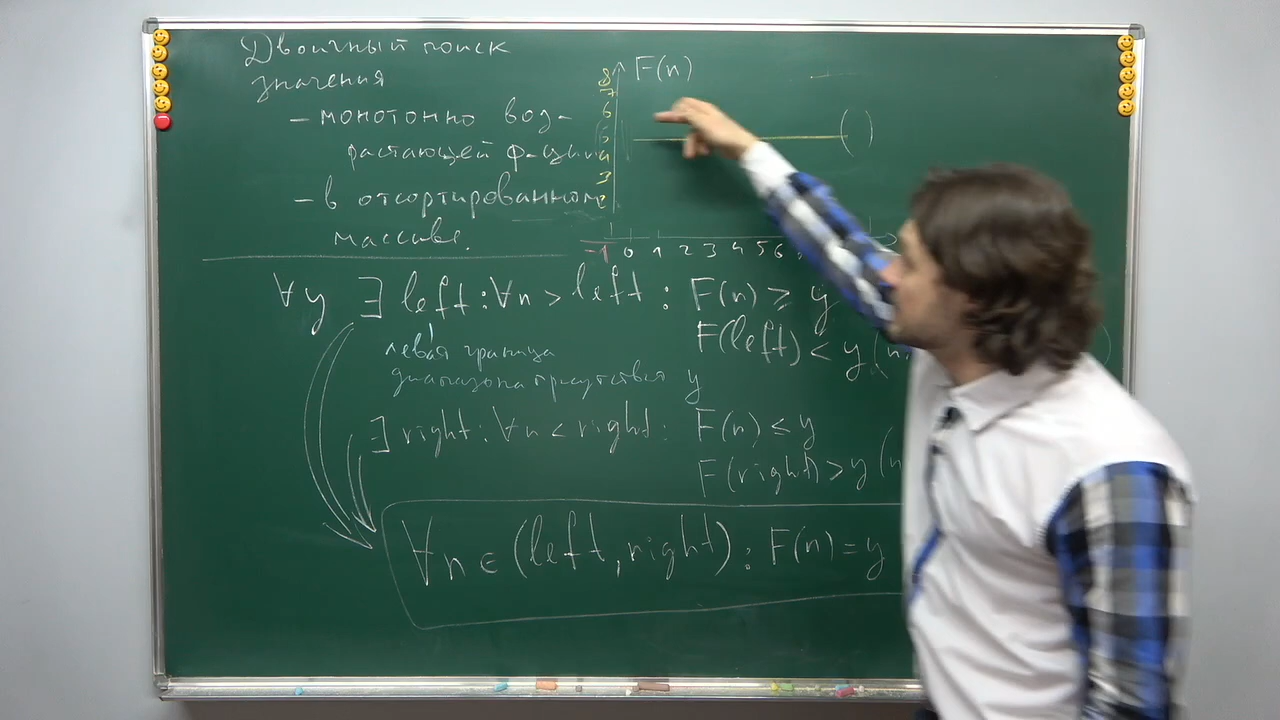 Двоичный поиск
значения
- монотонно воз-
растающей ф-ции
- в отсортированном
массиве.
F(n)
8
7
6
5
4
3
2
( )
-1 0 1 2 3 4 5 6
∀y ∃ left: ∀n > left : F(n) ≥ y
F(left) < y (n
левая граница
диапазона присутствия y
∃ right: ∀n < right: F(n) ≤ y
F(right) > y (n
∀n ∈ (left, right) : F(n) = y